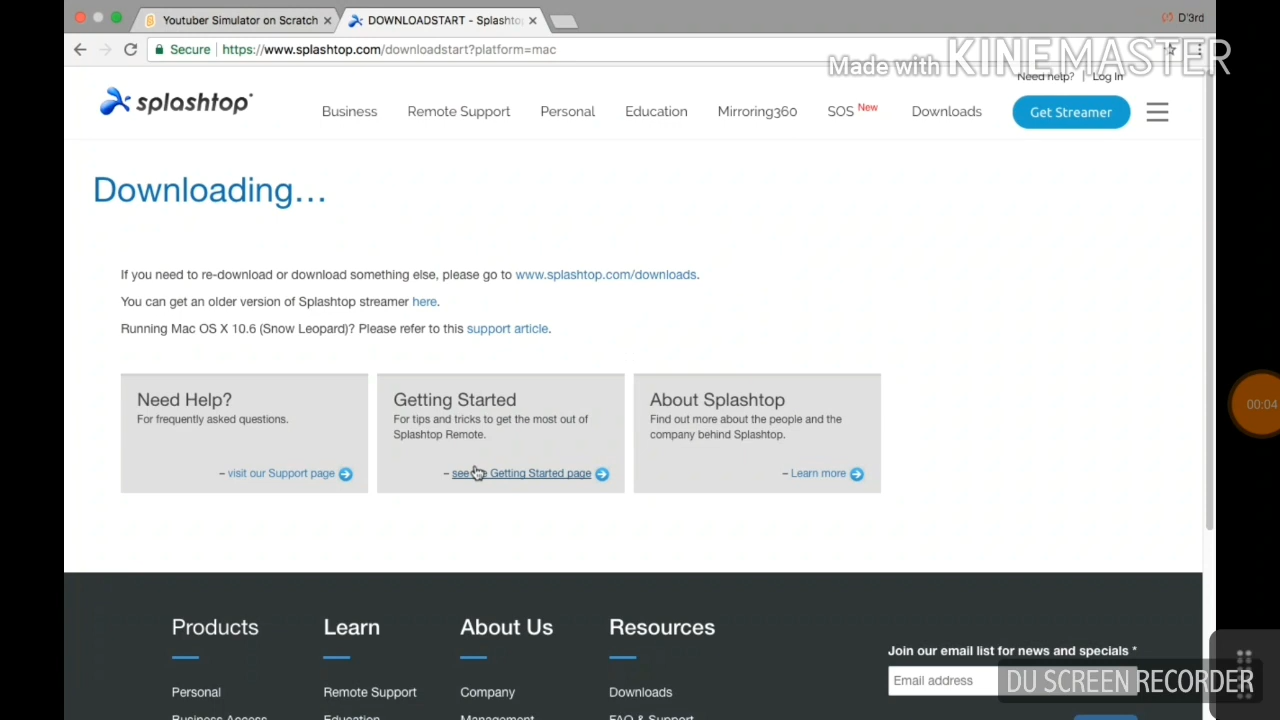 Youtuber Simulator on Scratch
DOWNLOADSTART - Splashto
D'3rd
Secure | https://www.splashtop.com/downloadstart?platform=mac
Made with KINEMASTER
Need help? | Log In
splashtop
Business
Remote Support
Personal
Education
Mirroring360
SOS New
Downloads
Get Streamer
Downloading...
If you need to re-download or download something else, please go to www.splashtop.com/downloads.
You can get an older version of Splashtop streamer here.
Running Mac OS X 10.6 (Snow Leopard)? Please refer to this support article.
Need Help?
For frequently asked questions.
– visit our Support page
Getting Started
For tips and tricks to get the most out of
Splashtop Remote.
– see Getting Started page
About Splashtop
Find out more about the people and the
company behind Splashtop.
– Learn more
00:04
Products
Learn
About Us
Resources
Join our email list for news and specials *
Email address
DU SCREEN RECORDER
Personal
Remote Support
Company
Downloads
Business Access
Education
Management
FAQ & Support